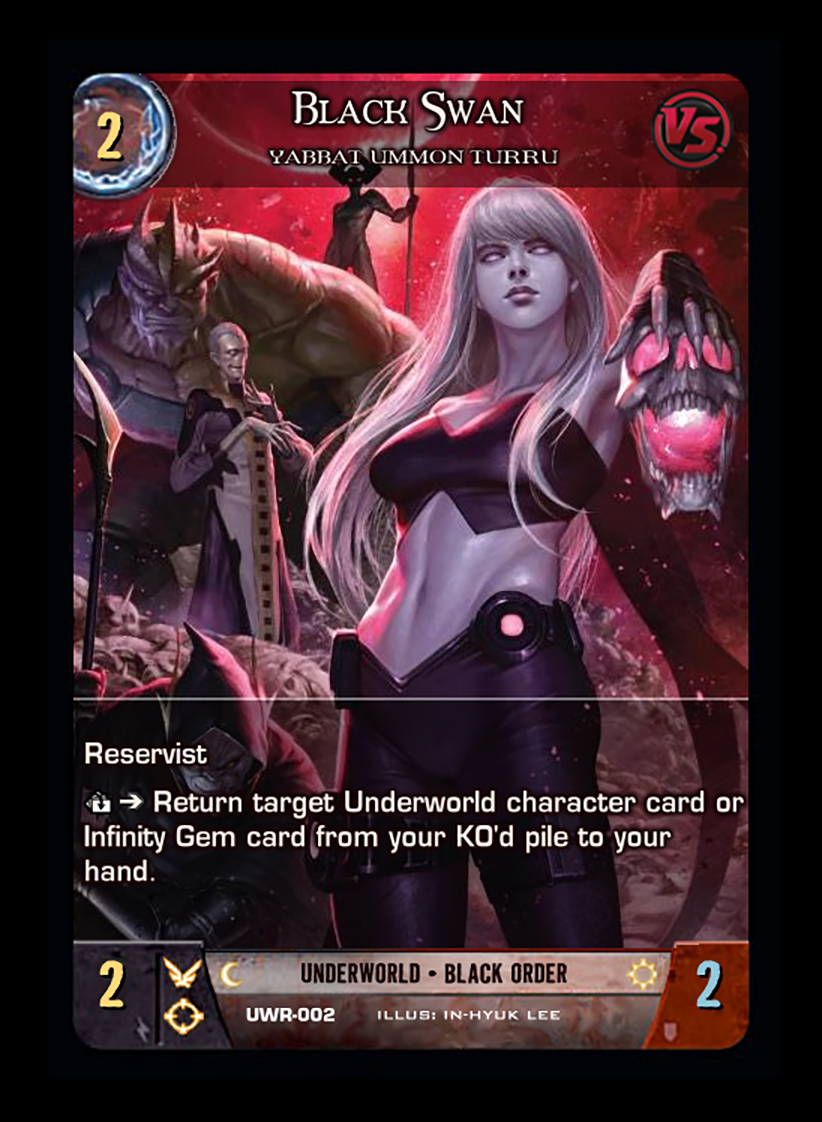 2
BLACK SWAN
VS.
YABBAT UMMON TURRU
Reservist
➔ Return target Underworld character card or
Infinity Gem card from your KO'd pile to your
hand.
2
UNDERWORLD • BLACK ORDER
2
UWR-002 ILLUS: IN-HYUK LEE